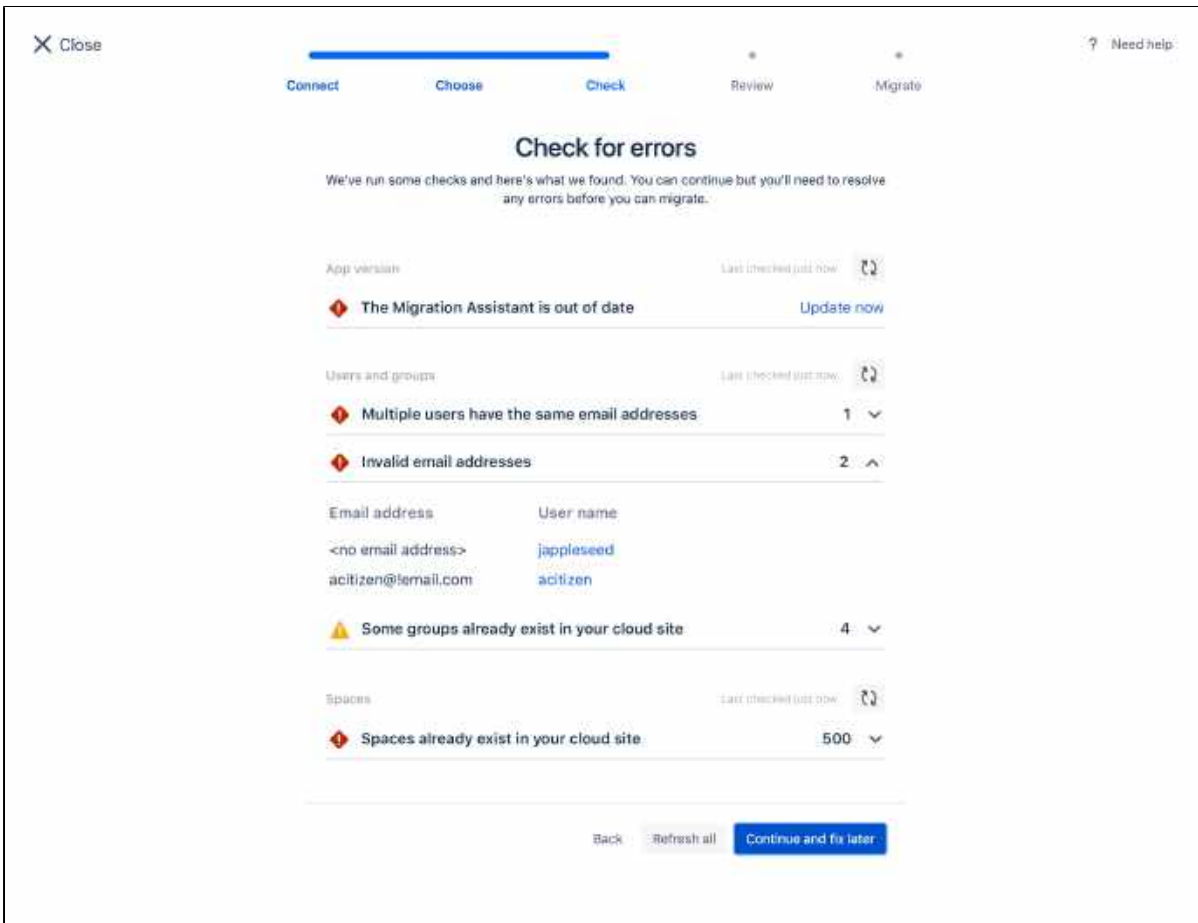 Close
? Need help
Connect Choose Check Review Migrate
Check for errors
We've run some checks and here's what we found. You can continue but you'll need to resolve
any errors before you can migrate.
App version Last checked just now
The Migration Assistant is out of date Update now
Users and groups Last checked just now
Multiple users have the same email addresses 1
Invalid email addresses 2
Email address User name
<no email address> jappleseed
acitizen@!email.com acitizen
Some groups already exist in your cloud site 4
Spaces Last checked just now
Spaces already exist in your cloud site 500
Back Refresh all Continue and fix later